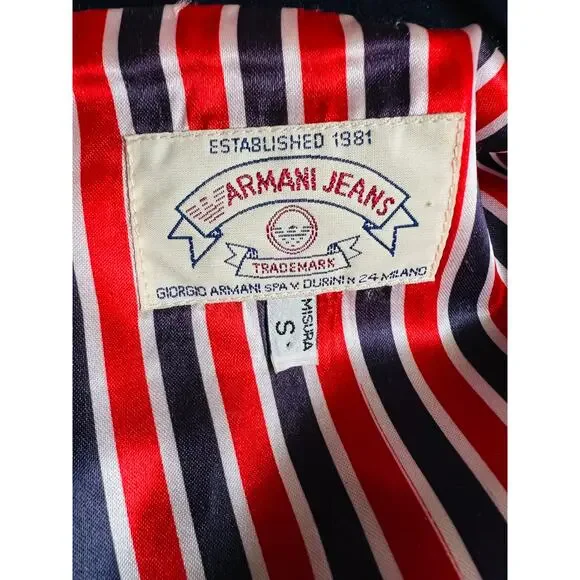 ESTABLISHED 1981
ARMANI JEANS
TRADEMARK
GIORGIO ARMANI SPA V. DURINI N 24 MILANO
MISURA
S